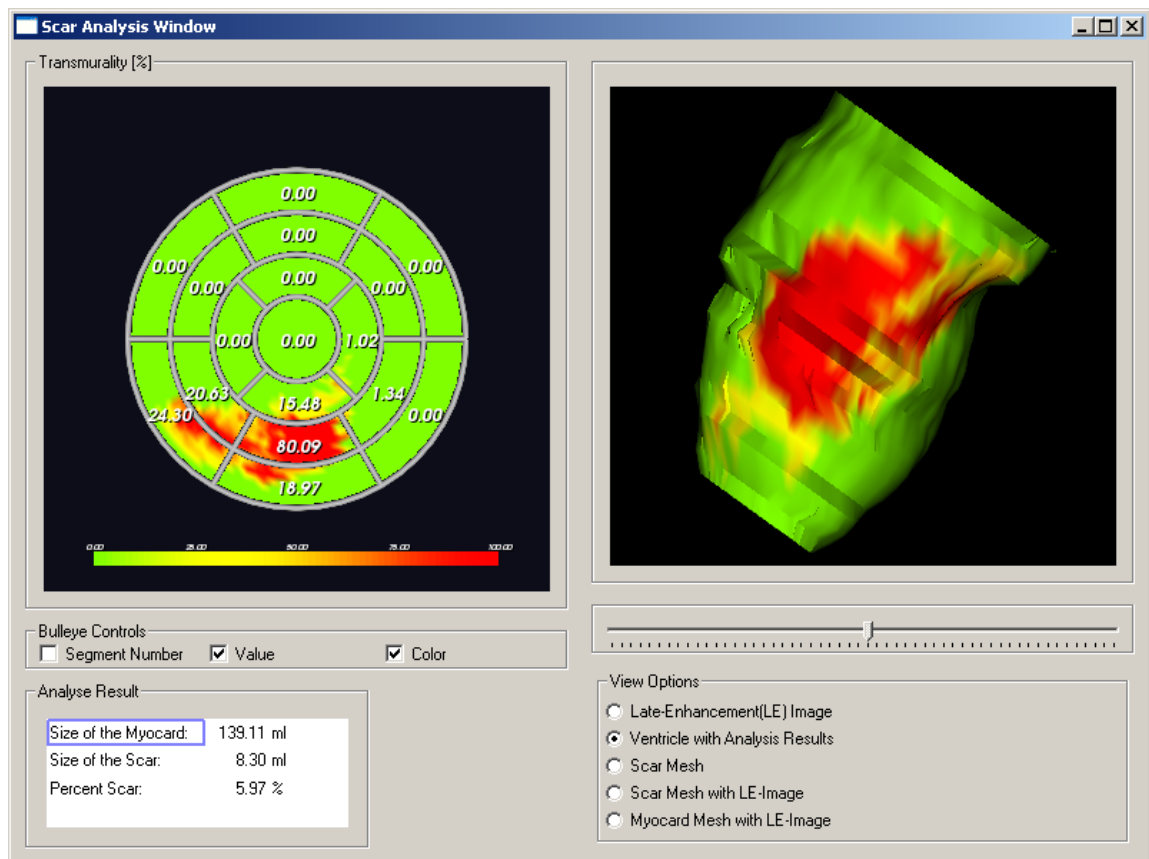 Scar Analysis Window
Transmurality [%]
0.00
0.00
0.00 0.00 0.00
0.00 0.00
0.00 0.00 1.02
20.63 1.34
24.30 15.48 0.00
80.09
18.97
0.00 25.00 50.00 75.00 100.00
Bulleye Controls
Segment Number Value Color
Analyse Result
Size of the Myocard: 139.11 ml
Size of the Scar: 8.30 ml
Percent Scar: 5.97 %
View Options
Late-Enhancement(LE) Image
Ventricle with Analysis Results
Scar Mesh
Scar Mesh with LE-Image
Myocard Mesh with LE-Image